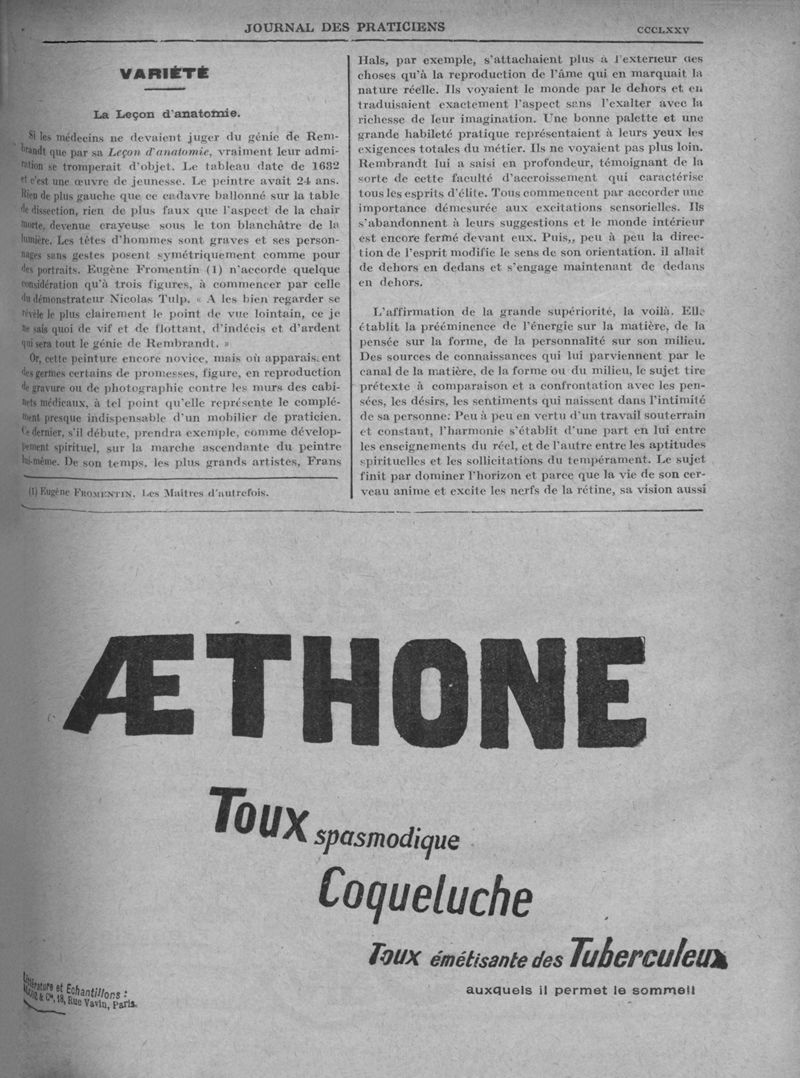 JOURNAL DES PRATICIENS
CCCLXXV
VARIÉTÉ
La Leçon d'anatomie.
Si les médecins ne devaient juger du génie de Rem-
brandt que par sa Leçon d'anatomie, vraiment leur admi-
ration se tromperait d'objet. Le tableau date de 1632
et c'est une œuvre de jeunesse. Le peintre avait 24 ans.
Rien de plus gauche que ce cadavre ballonné sur la table
de dissection, rien de plus faux que l'aspect de la chair
morte, devenue crayeuse sous le ton blanchâtre de la
lumière. Les têtes d'hommes sont graves et ses person-
nages sans gestes posent symétriquement comme pour
des portraits. Eugène Fromentin (1) n'accorde quelque
considération qu'à trois figures, à commencer par celle
du démonstrateur Nicolas Tulp. « A les bien regarder se
révèle le plus clairement le point de vue lointain, ce je
ne sais quoi de vif et de flottant, d'indécis et d'ardent
qui sera tout le génie de Rembrandt. »
Or, cette peinture encore novice, mais où apparaissent
des germes certains de promesses, figure, en reproduction
de gravure ou de photographie contre les murs des cabi-
nets médicaux, à tel point qu'elle représente le complé-
ment presque indispensable d'un mobilier de praticien.
Ce dernier, s'il débute, prendra exemple, comme dévelop-
pement spirituel, sur la marche ascendante du peintre
lui-même. De son temps, les plus grands artistes, Frans
(1) Eugène FROMENTIN. Les Maîtres d'autrefois.
Hals, par exemple, s'attachaient plus à l'extérieur des
choses qu'à la reproduction de l'âme qui en marquait la
nature réelle. Ils voyaient le monde par le dehors et en
traduisaient exactement l'aspect sans l'exalter avec la
richesse de leur imagination. Une bonne palette et une
grande habileté pratique représentaient à leurs yeux les
exigences totales du métier. Ils ne voyaient pas plus loin.
Rembrandt lui a saisi en profondeur, témoignant de la
sorte de cette faculté d'accroissement qui caractérise
tous les esprits d'élite. Tous commencent par accorder une
importance démesurée aux excitations sensorielles. Ils
s'abandonnent à leurs suggestions et le monde intérieur
est encore fermé devant eux. Puis,, peu à peu la direc-
tion de l'esprit modifie le sens de son orientation. il allait
de dehors en dedans et s'engage maintenant de dedans
en dehors.
L'affirmation de la grande supériorité, la voilà. Elle
établit la prééminence de l'énergie sur la matière, de la
pensée sur la forme, de la personnalité sur son milieu.
Des sources de connaissances qui lui parviennent par le
canal de la matière, de la forme ou du milieu, le sujet tire
prétexte à comparaison et a confrontation avec les pen-
sées, les désirs, les sentiments qui naissent dans l'intimité
de sa personne: Peu à peu en vertu d'un travail souterrain
et constant, l'harmonie s'établit d'une part en lui entre
les enseignements du réel, et de l'autre entre les aptitudes
spirituelles et les sollicitations du tempérament. Le sujet
finit par dominer l'horizon et parce que la vie de son cer-
veau anime et excite les nerfs de la rétine, sa vision aussi
ÆTHONE
Toux spasmodique
Coqueluche
Toux émétisante des Tuberculeux
auxquels il permet le sommeil
Echantillons :
18, Rue Vavin, Paris.